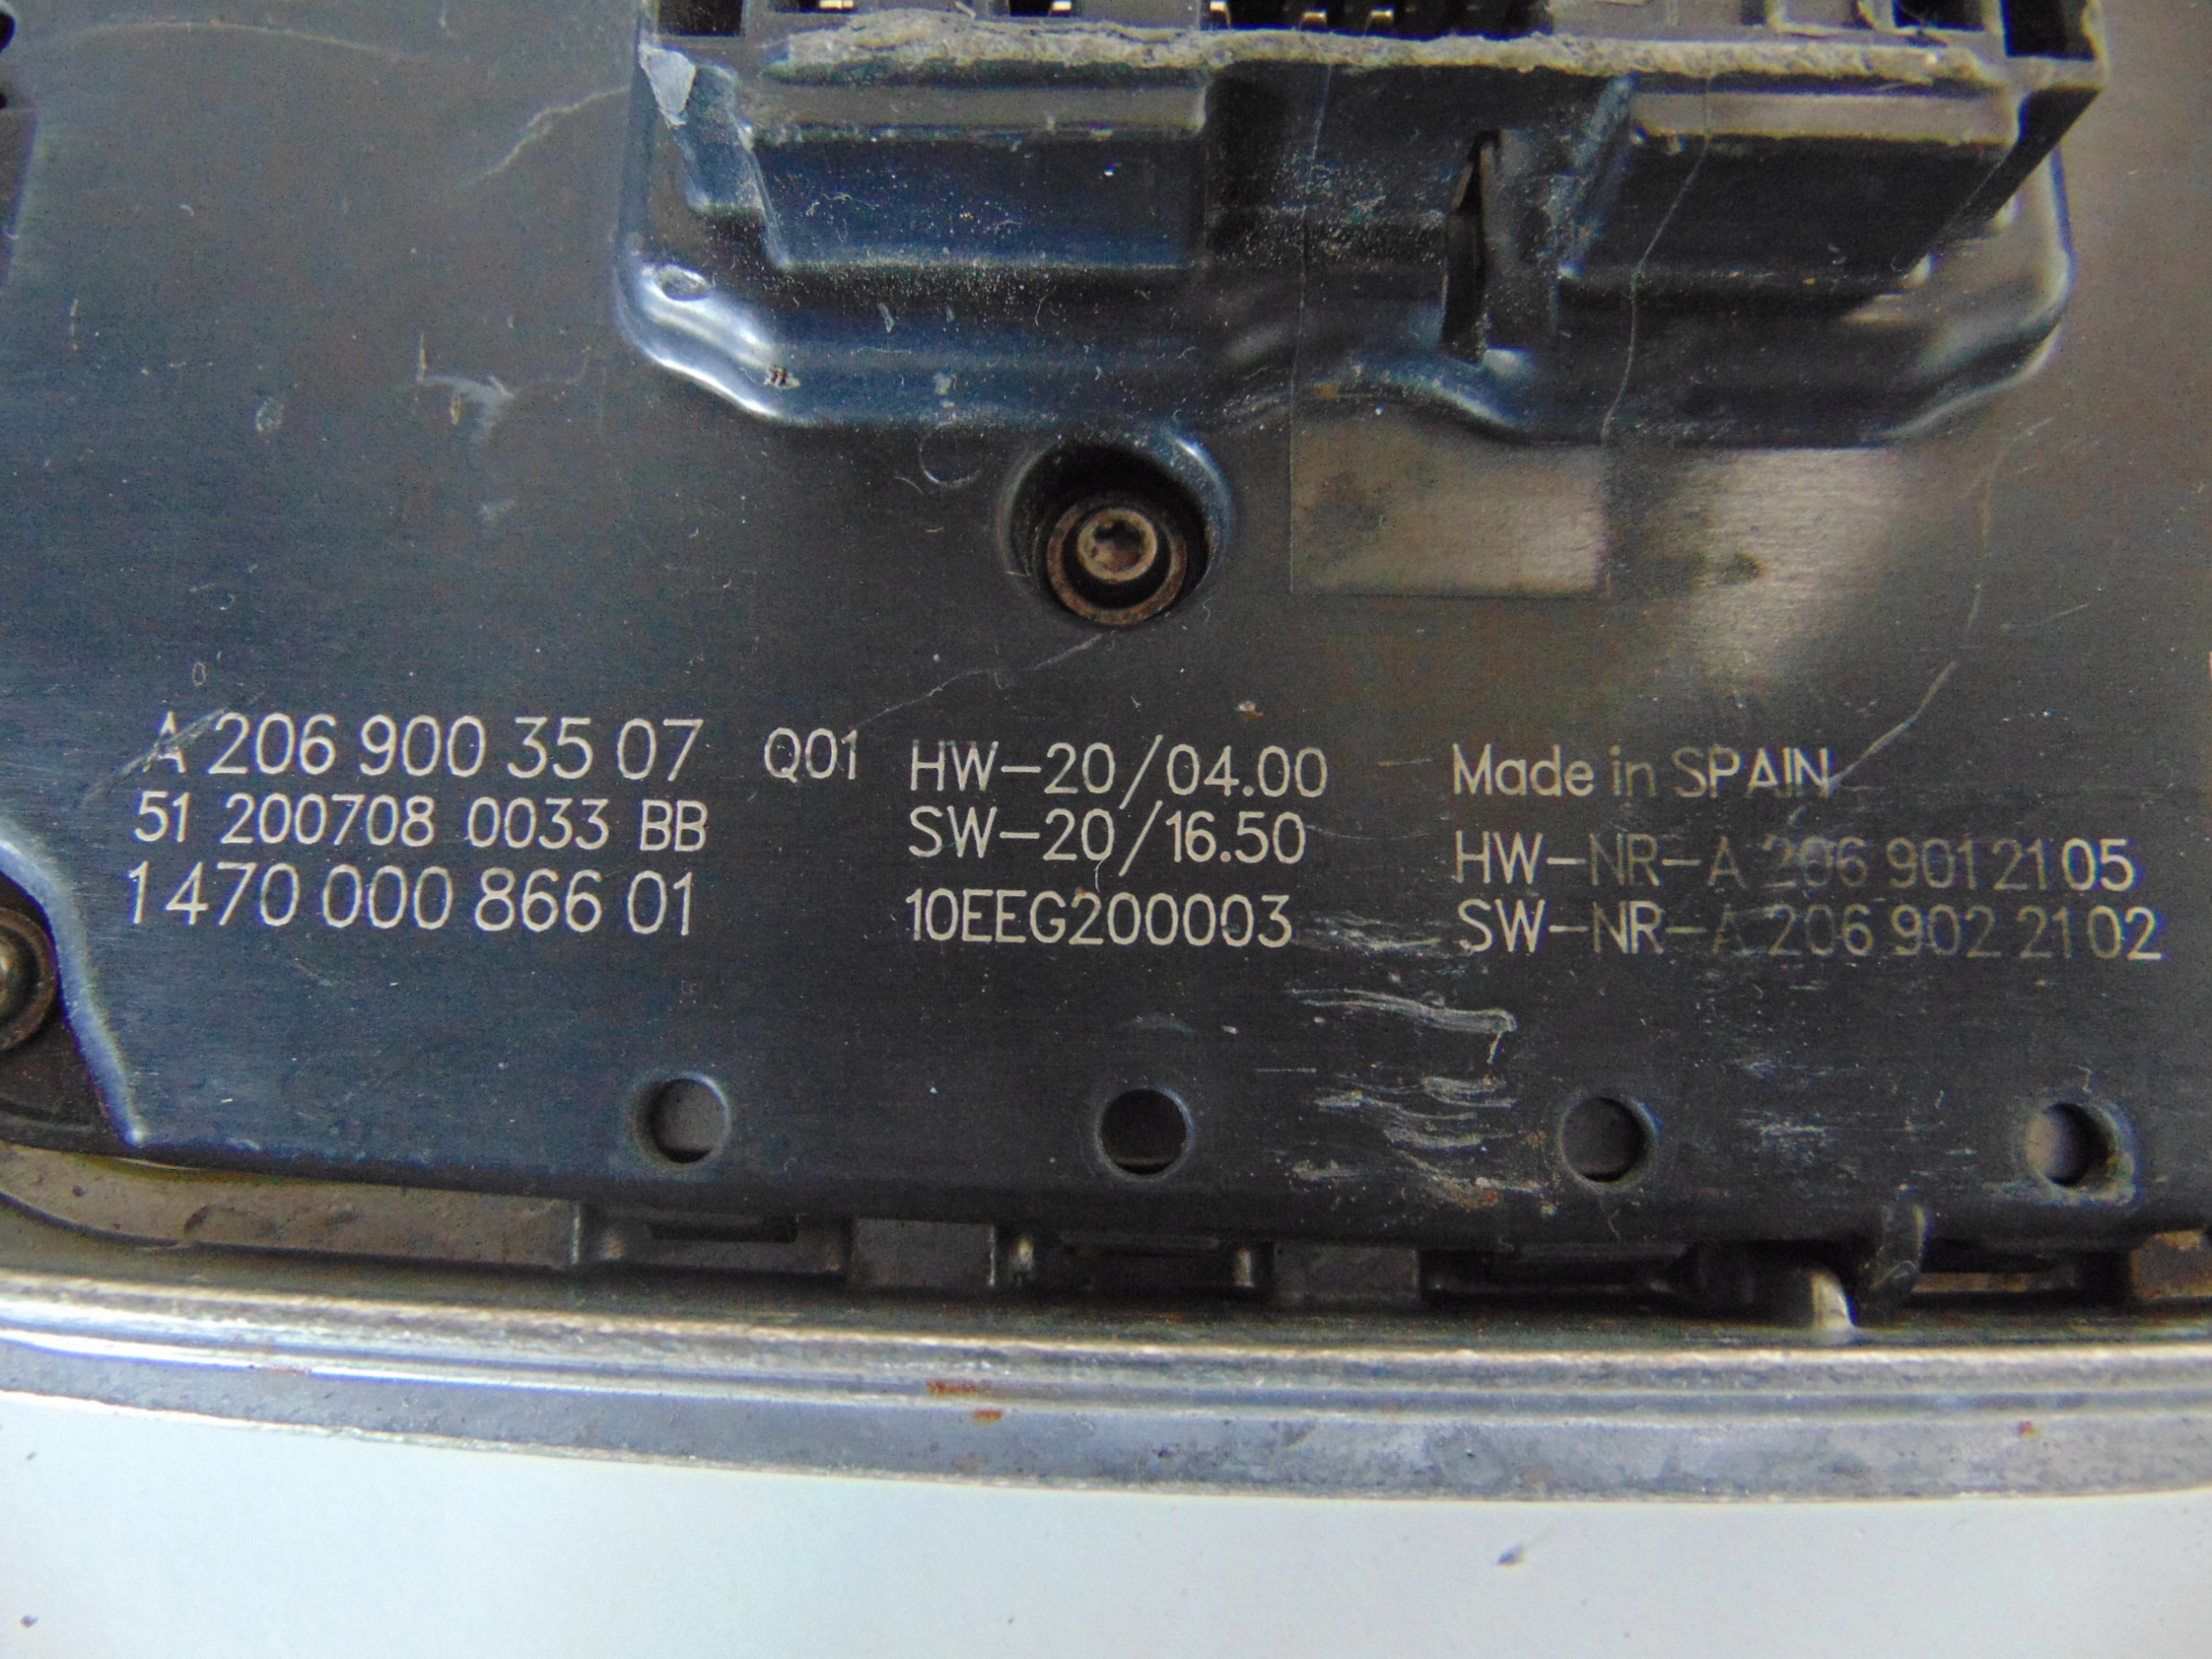 A 206 900 35 07 Q01
51 200708 0033 BB
1 470 000 866 01
HW-20/04.00
SW-20/16.50
10EEG200003
Made in SPAIN
HW-NR-A 206 901 21 05
SW-NR-A 206 902 21 02